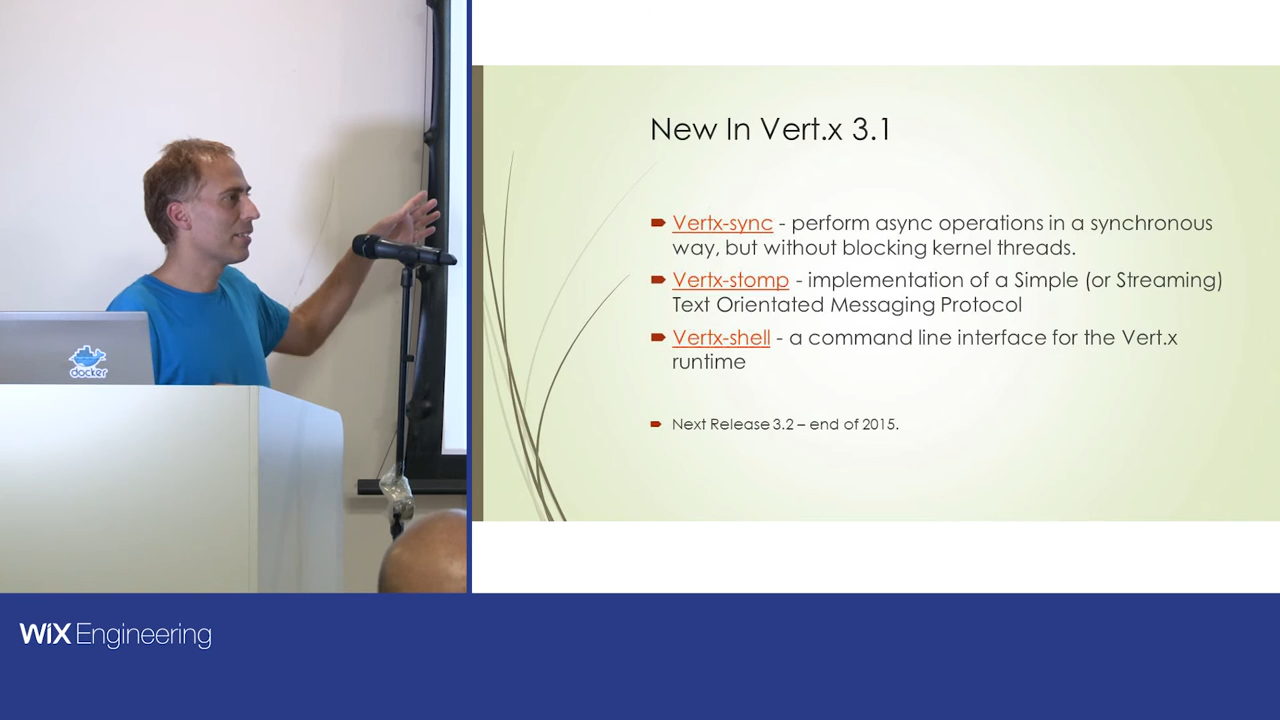 New In Vert.x 3.1
Vertx-sync - perform async operations in a synchronous
way, but without blocking kernel threads.
Vertx-stomp - implementation of a Simple (or Streaming)
Text Orientated Messaging Protocol
Vertx-shell - a command line interface for the Vert.x
runtime
Next Release 3.2 – end of 2015.
docker
WiX Engineering